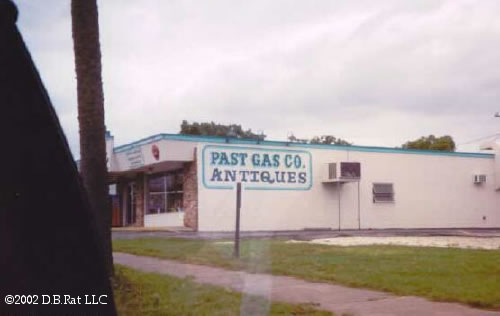 PAST GAS CO.
ANTIQUES
©2002 D.B.Rat LLC